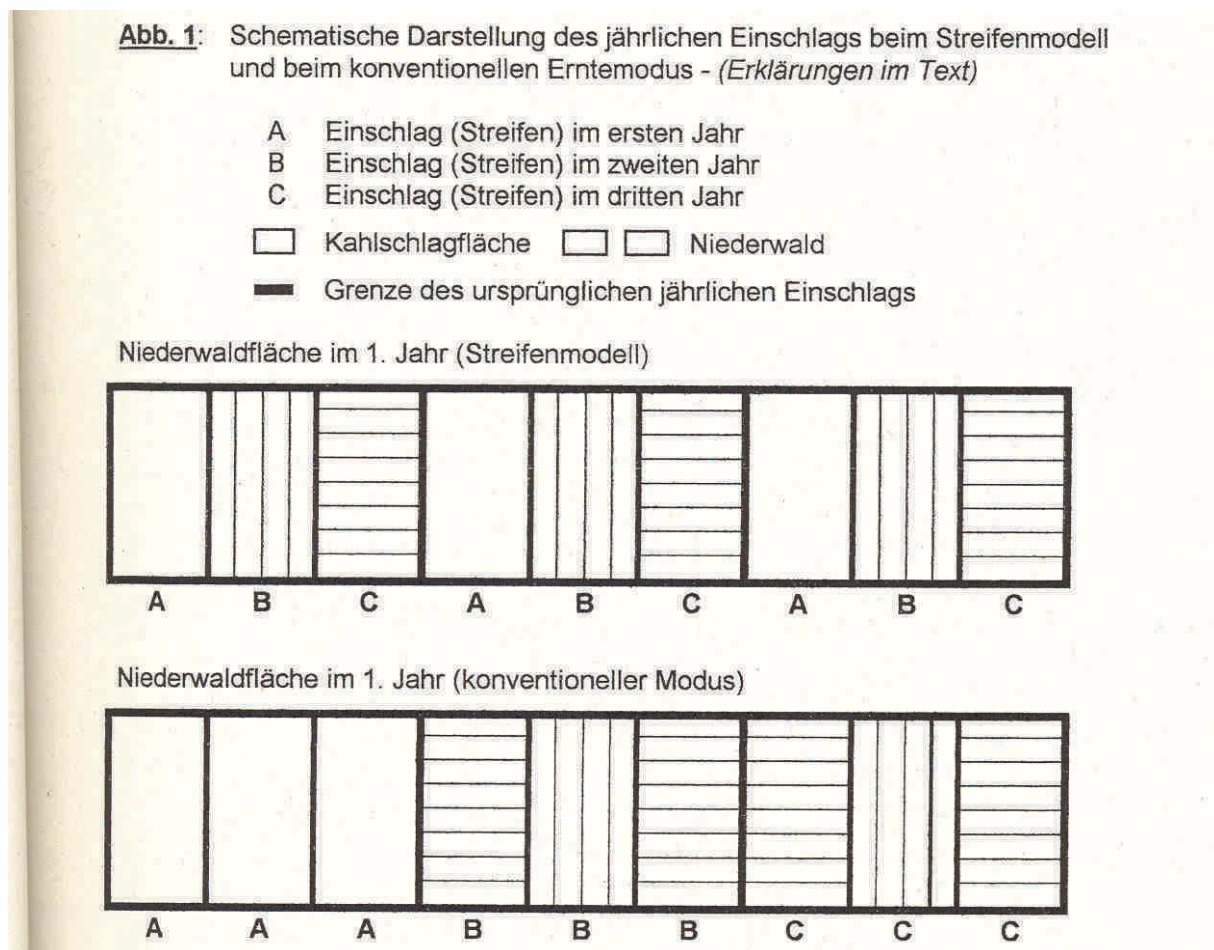 Abb. 1: Schematische Darstellung des jährlichen Einschlags beim Streifenmodell
und beim konventionellen Erntemodus - (Erklärungen im Text)
A Einschlag (Streifen) im ersten Jahr
B Einschlag (Streifen) im zweiten Jahr
C Einschlag (Streifen) im dritten Jahr
Kahlschlagfläche Niederwald
Grenze des ursprünglichen jährlichen Einschlags
Niederwaldfläche im 1. Jahr (Streifenmodell)
A B C A B C A B C
Niederwaldfläche im 1. Jahr (konventioneller Modus)
A A A B B B C C C